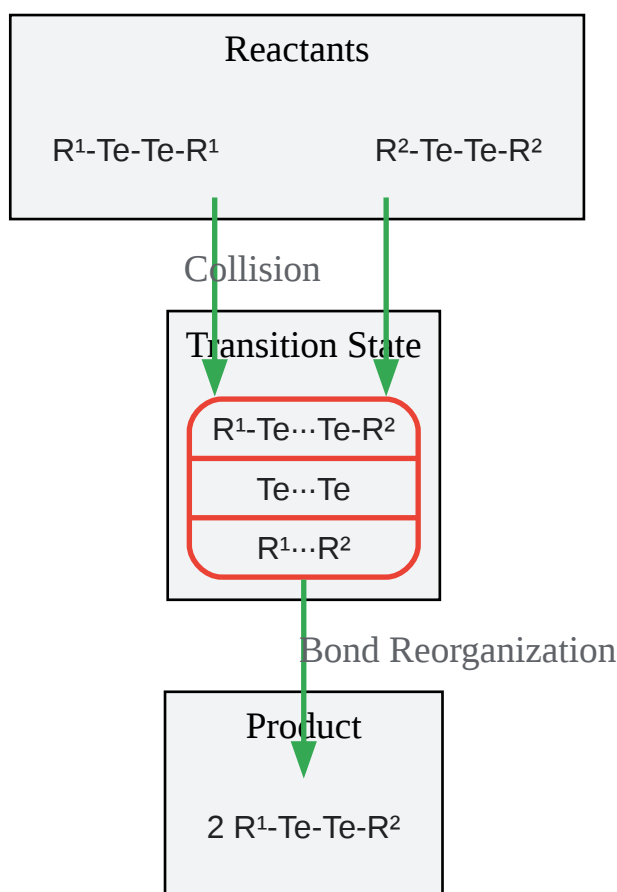 Reactants
R¹-Te-Te-R¹ R²-Te-Te-R²
Collision
Transition State
R¹-Te···Te-R²
Te···Te
R¹···R²
Bond Reorganization
Product
2 R¹-Te-Te-R²